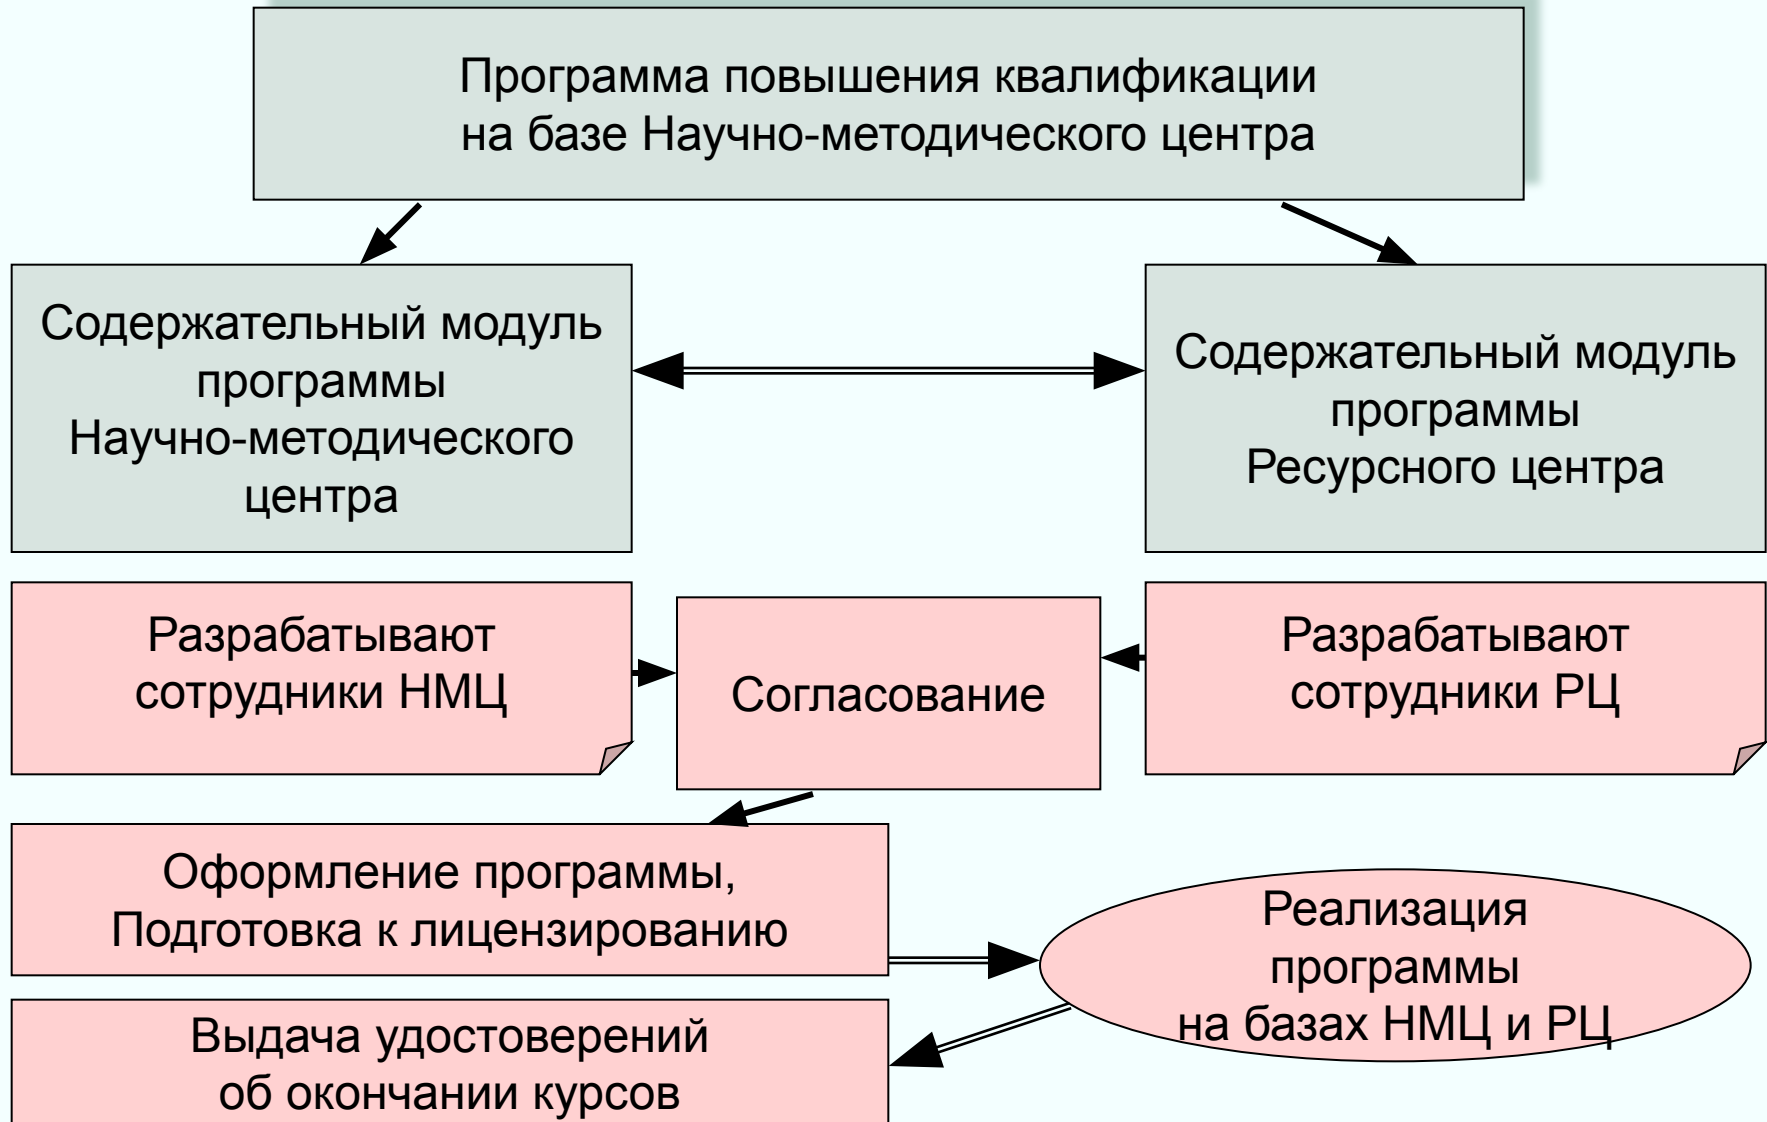 Программа повышения квалификации
на базе Научно-методического центра
Содержательный модуль
программы
Научно-методического
центра
Содержательный модуль
программы
Ресурсного центра
Разрабатывают
сотрудники НМЦ
Согласование
Разрабатывают
сотрудники РЦ
Оформление программы,
Подготовка к лицензированию
Реализация
программы
на базах НМЦ и РЦ
Выдача удостоверений
об окончании курсов